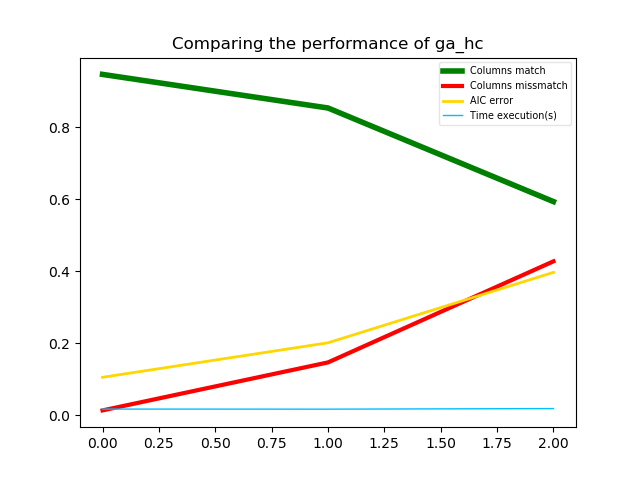 Comparing the performance of ga_hc
Columns match
Columns missmatch
AIC error
Time execution(s)
0.8
0.6
0.4
0.2
0.0
0.00 0.25 0.50 0.75 1.00 1.25 1.50 1.75 2.00